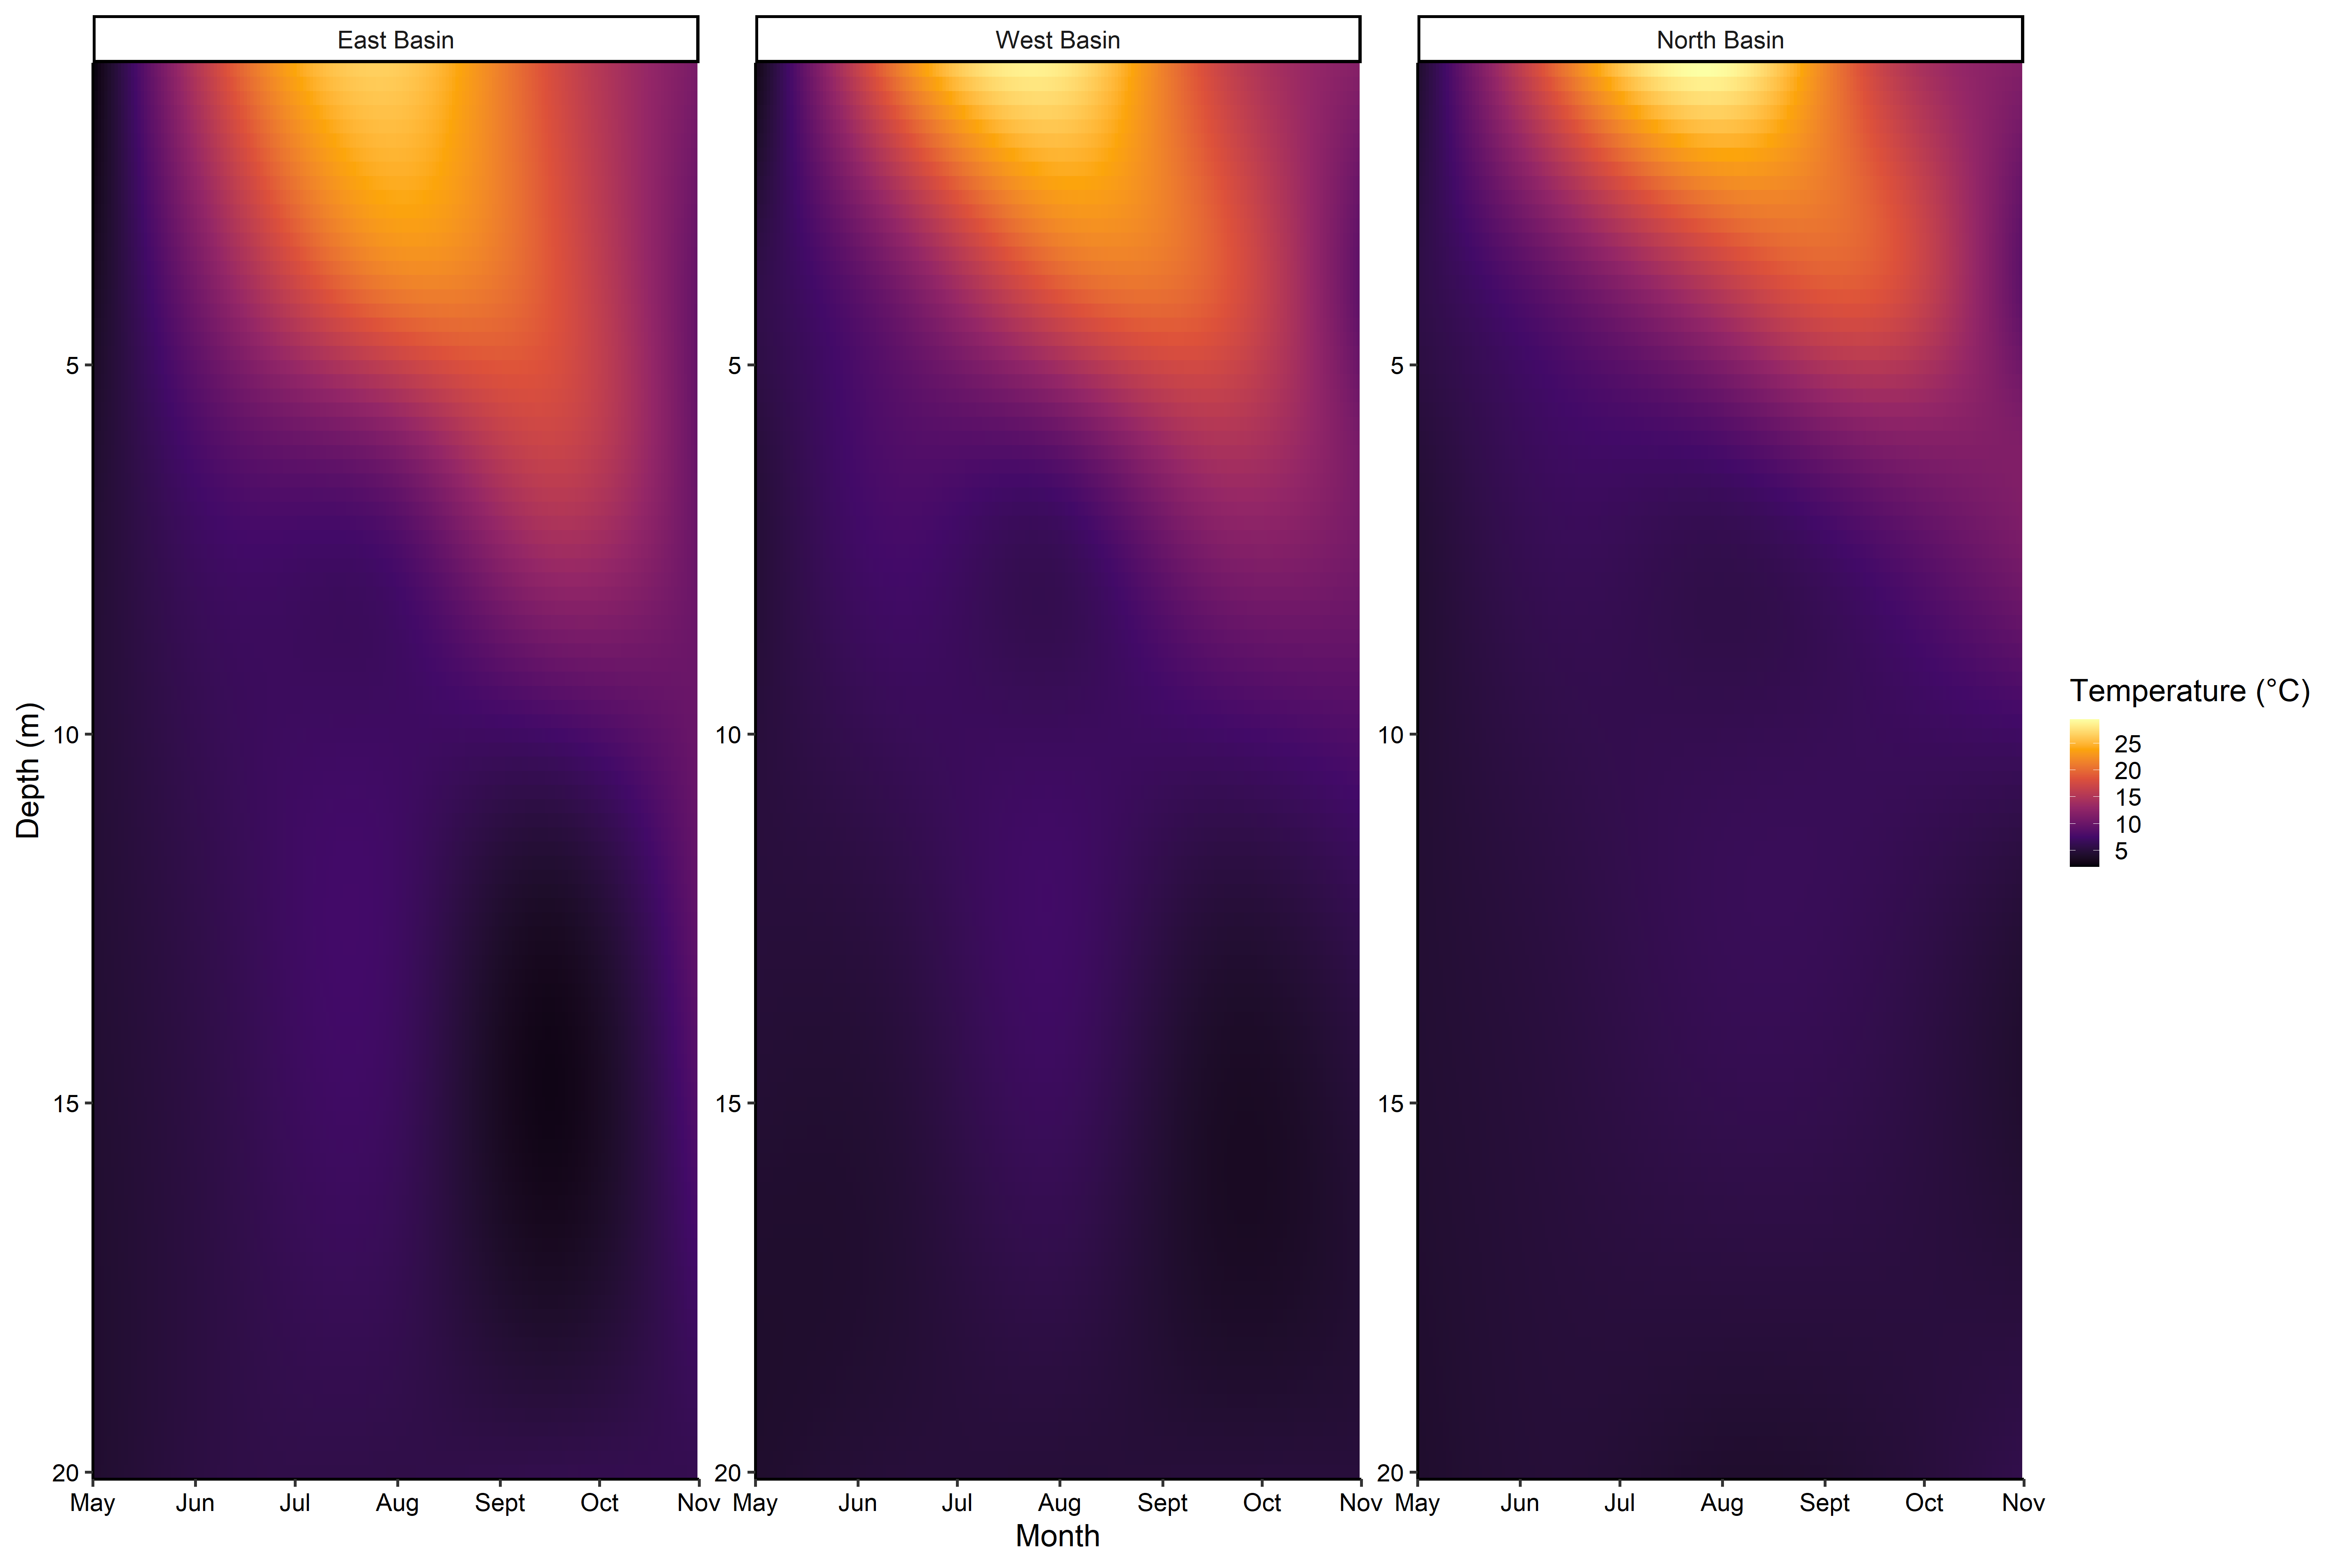 East Basin West Basin North Basin
5 5 5
10 10 10
15 15 15
20 20 20
Depth (m)
May Jun Jul Aug Sept Oct Nov May Jun Jul Aug Sept Oct Nov May Jun Jul Aug Sept Oct Nov
Month
Temperature (°C)
25
20
15
10
5